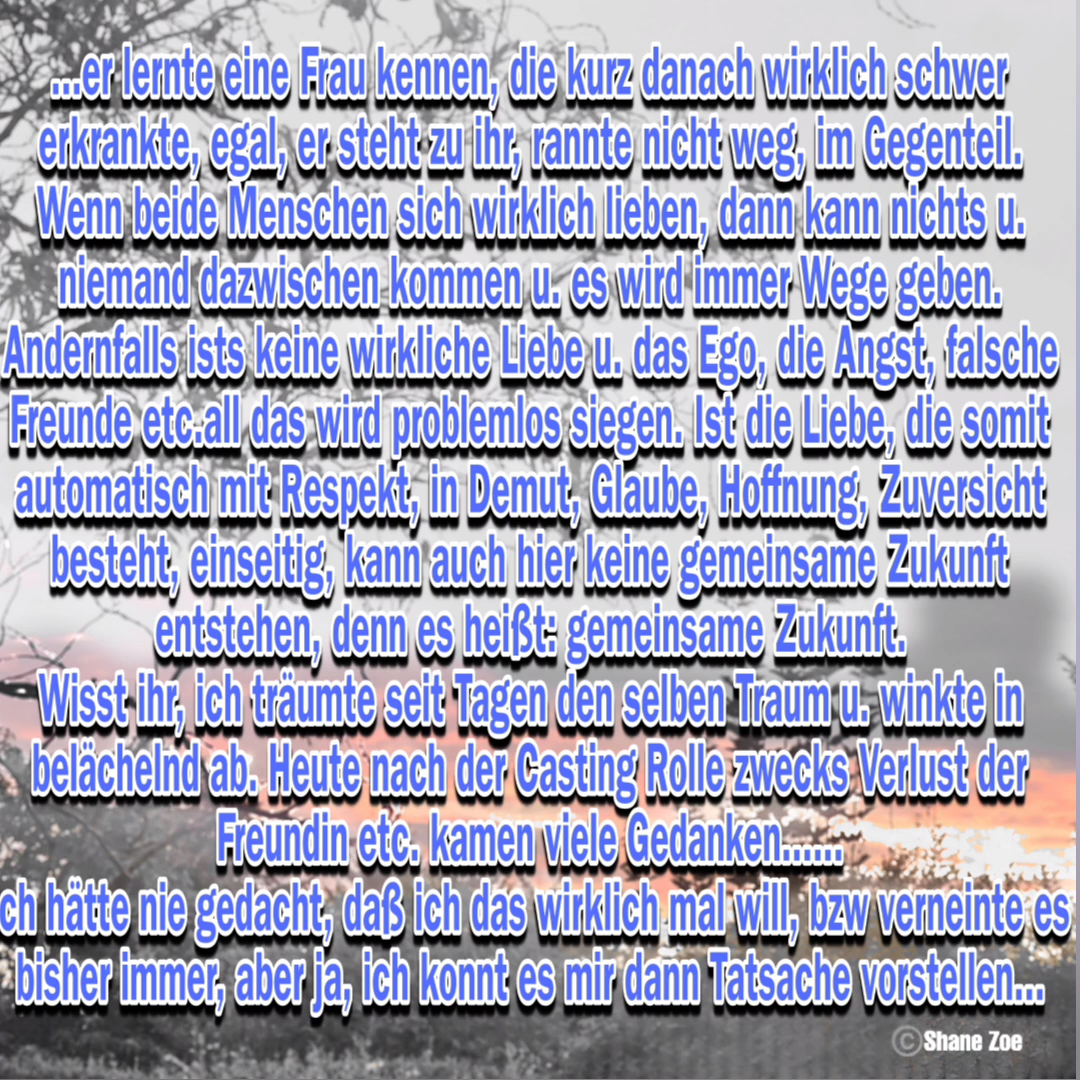 ...er lernte eine Frau kennen, die kurz danach wirklich schwer
erkrankte, egal, er steht zu ihr, rannte nicht weg, im Gegenteil.
Wenn beide Menschen sich wirklich lieben, dann kann nichts u.
niemand dazwischen kommen u. es wird immer Wege geben.
Andernfalls ists keine wirkliche Liebe u. das Ego, die Angst, falsche
Freunde etc.all das wird problemlos siegen. Ist die Liebe, die somit
automatisch mit Respekt, in Demut, Glaube, Hoffnung, Zuversicht
besteht, einseitig, kann auch hier keine gemeinsame Zukunft
entstehen, denn es heißt: gemeinsame Zukunft.
Wisst ihr, ich träumte seit Tagen den selben Traum u. winkte in
belächelnd ab. Heute nach der Casting Rolle zwecks Verlust der
Freundin etc. kamen viele Gedanken......
ch hätte nie gedacht, daß ich das wirklich mal will, bzw verneinte es
bisher immer, aber ja, ich konnt es mir dann Tatsache vorstellen...
© Shane Zoe